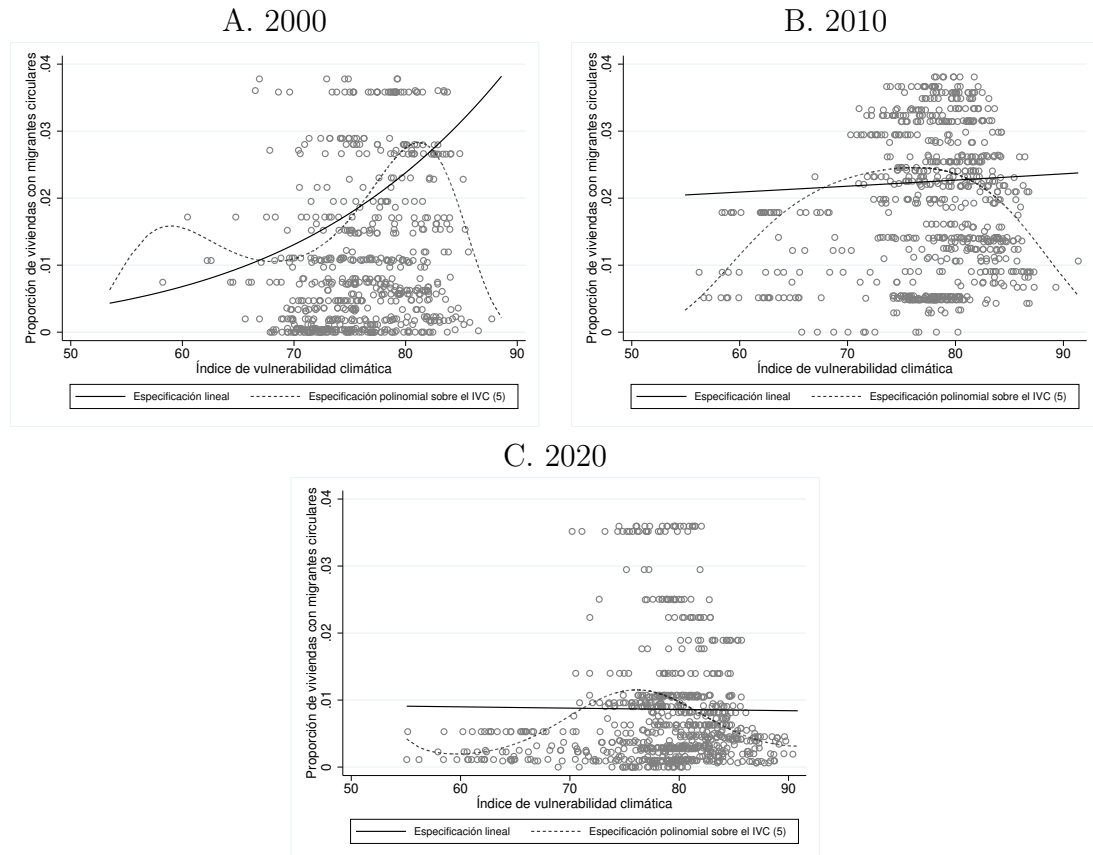 A. 2000
Proporción de viviendas con migrantes circulares
.04
.03
.02
.01
0
50 60 70 80 90
Índice de vulnerabilidad climática
Especificación lineal Especificación polinomial sobre el IVC (5)
B. 2010
Proporción de viviendas con migrantes circulares
.04
.03
.02
.01
0
50 60 70 80 90
Índice de vulnerabilidad climática
Especificación lineal Especificación polinomial sobre el IVC (5)
C. 2020
Proporción de viviendas con migrantes circulares
.04
.03
.02
.01
0
50 60 70 80 90
Índice de vulnerabilidad climática
Especificación lineal Especificación polinomial sobre el IVC (5)